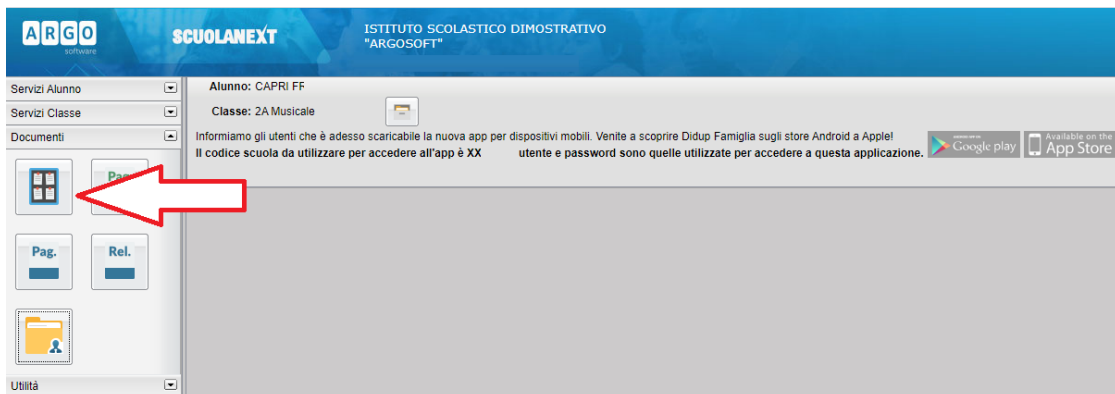 ARGO
software
SCUOLANEXT
ISTITUTO SCOLASTICO DIMOSTRATIVO
"ARGOSOFT"
Servizi Alunno
Servizi Classe
Documenti
Pag.
Pag.
Rel.
Utilità
Alunno: CAPRI FF
Classe: 2A Musicale
Informiamo gli utenti che è adesso scaricabile la nuova app per dispositivi mobili. Venite a scoprire Didup Famiglia sugli store Android a Apple!
Il codice scuola da utilizzare per accedere all'app è XX utente e password sono quelle utilizzate per accedere a questa applicazione.
Google play
Available on the
App Store